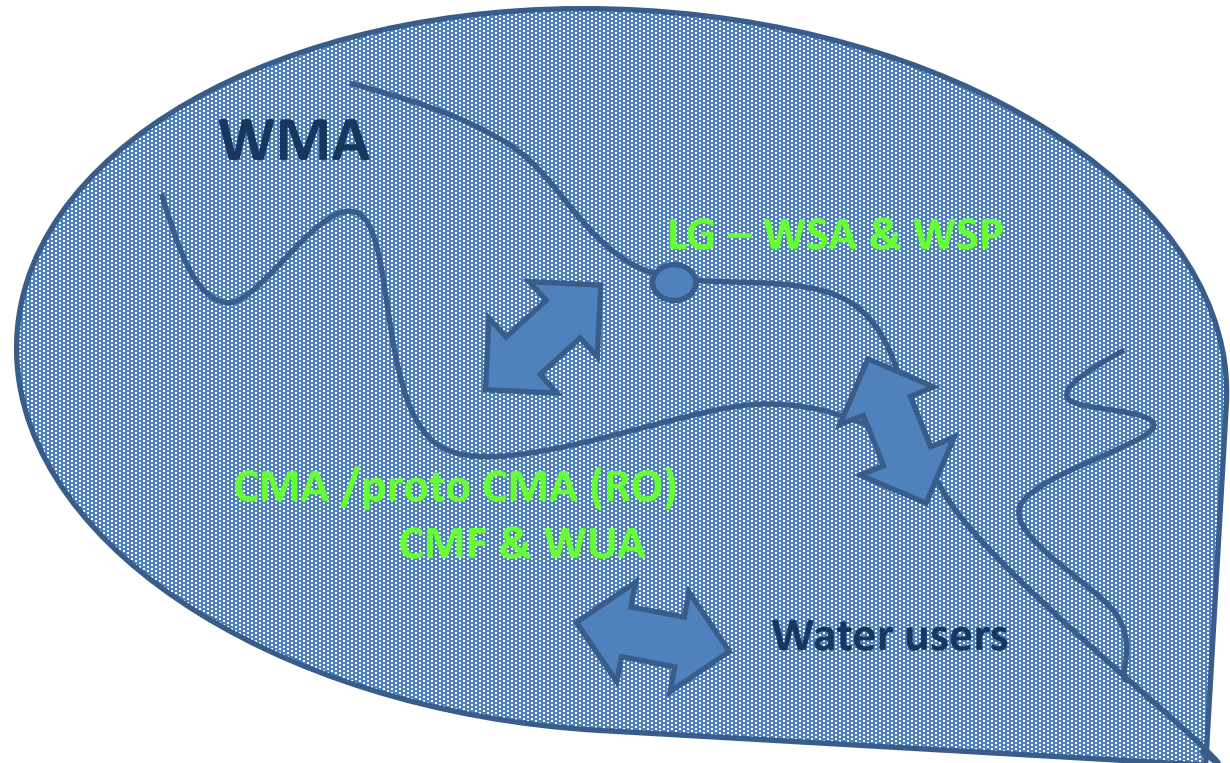 WMA
LG – WSA & WSP
CMA /proto CMA (RO)
CMF & WUA
Water users